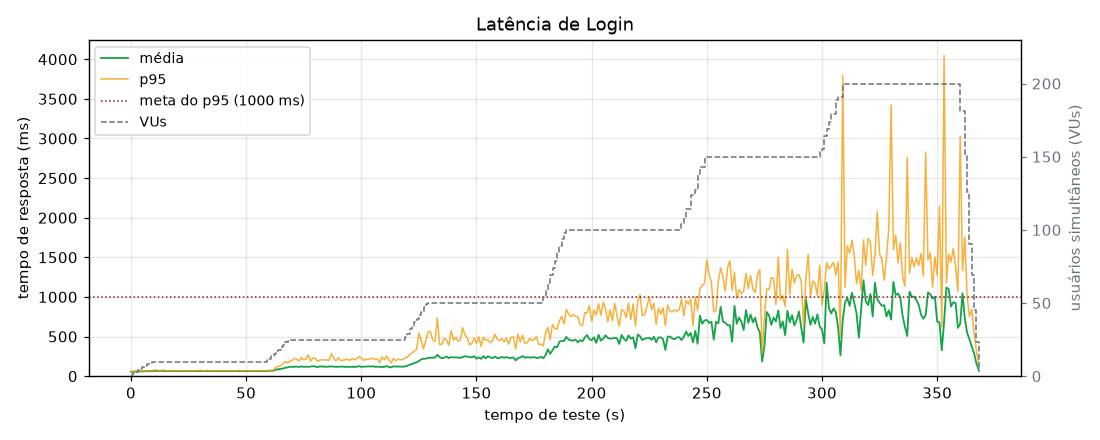 Latência de Login
média
p95
meta do p95 (1000 ms)
VUs
tempo de resposta (ms)
4000
3500
3000
2500
2000
1500
1000
500
0
200
150
100
50
0
usuários simultâneos (VUs)
0
50
100
150
200
250
300
350
tempo de teste (s)